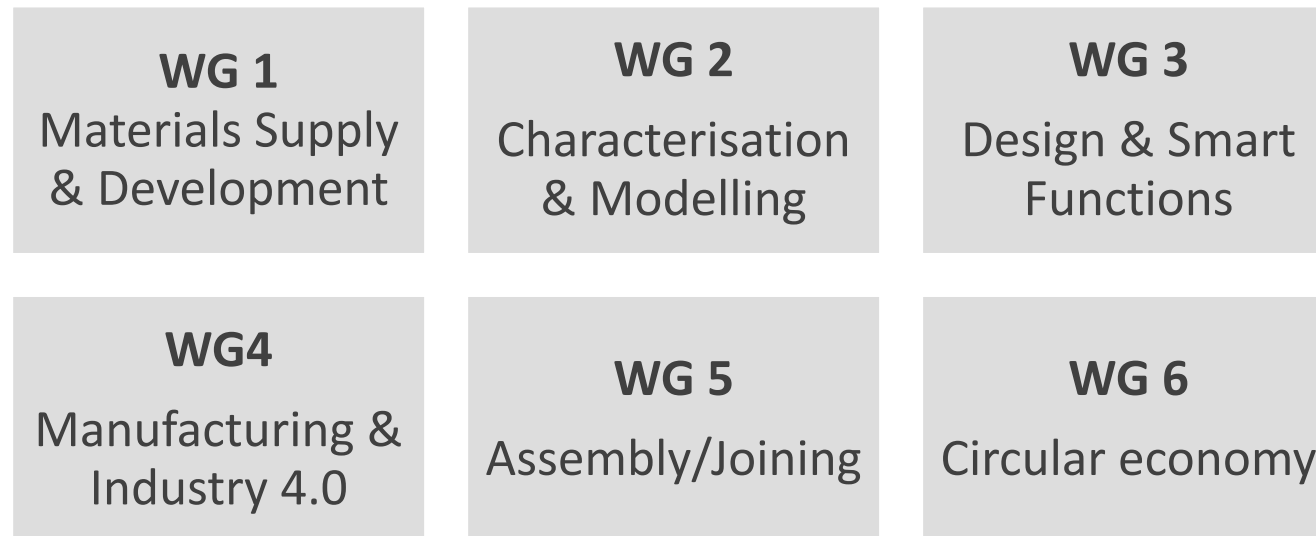 WG 1
Materials Supply
& Development
WG 2
Characterisation
& Modelling
WG 3
Design & Smart
Functions
WG4
Manufacturing &
Industry 4.0
WG 5
Assembly/Joining
WG 6
Circular economy